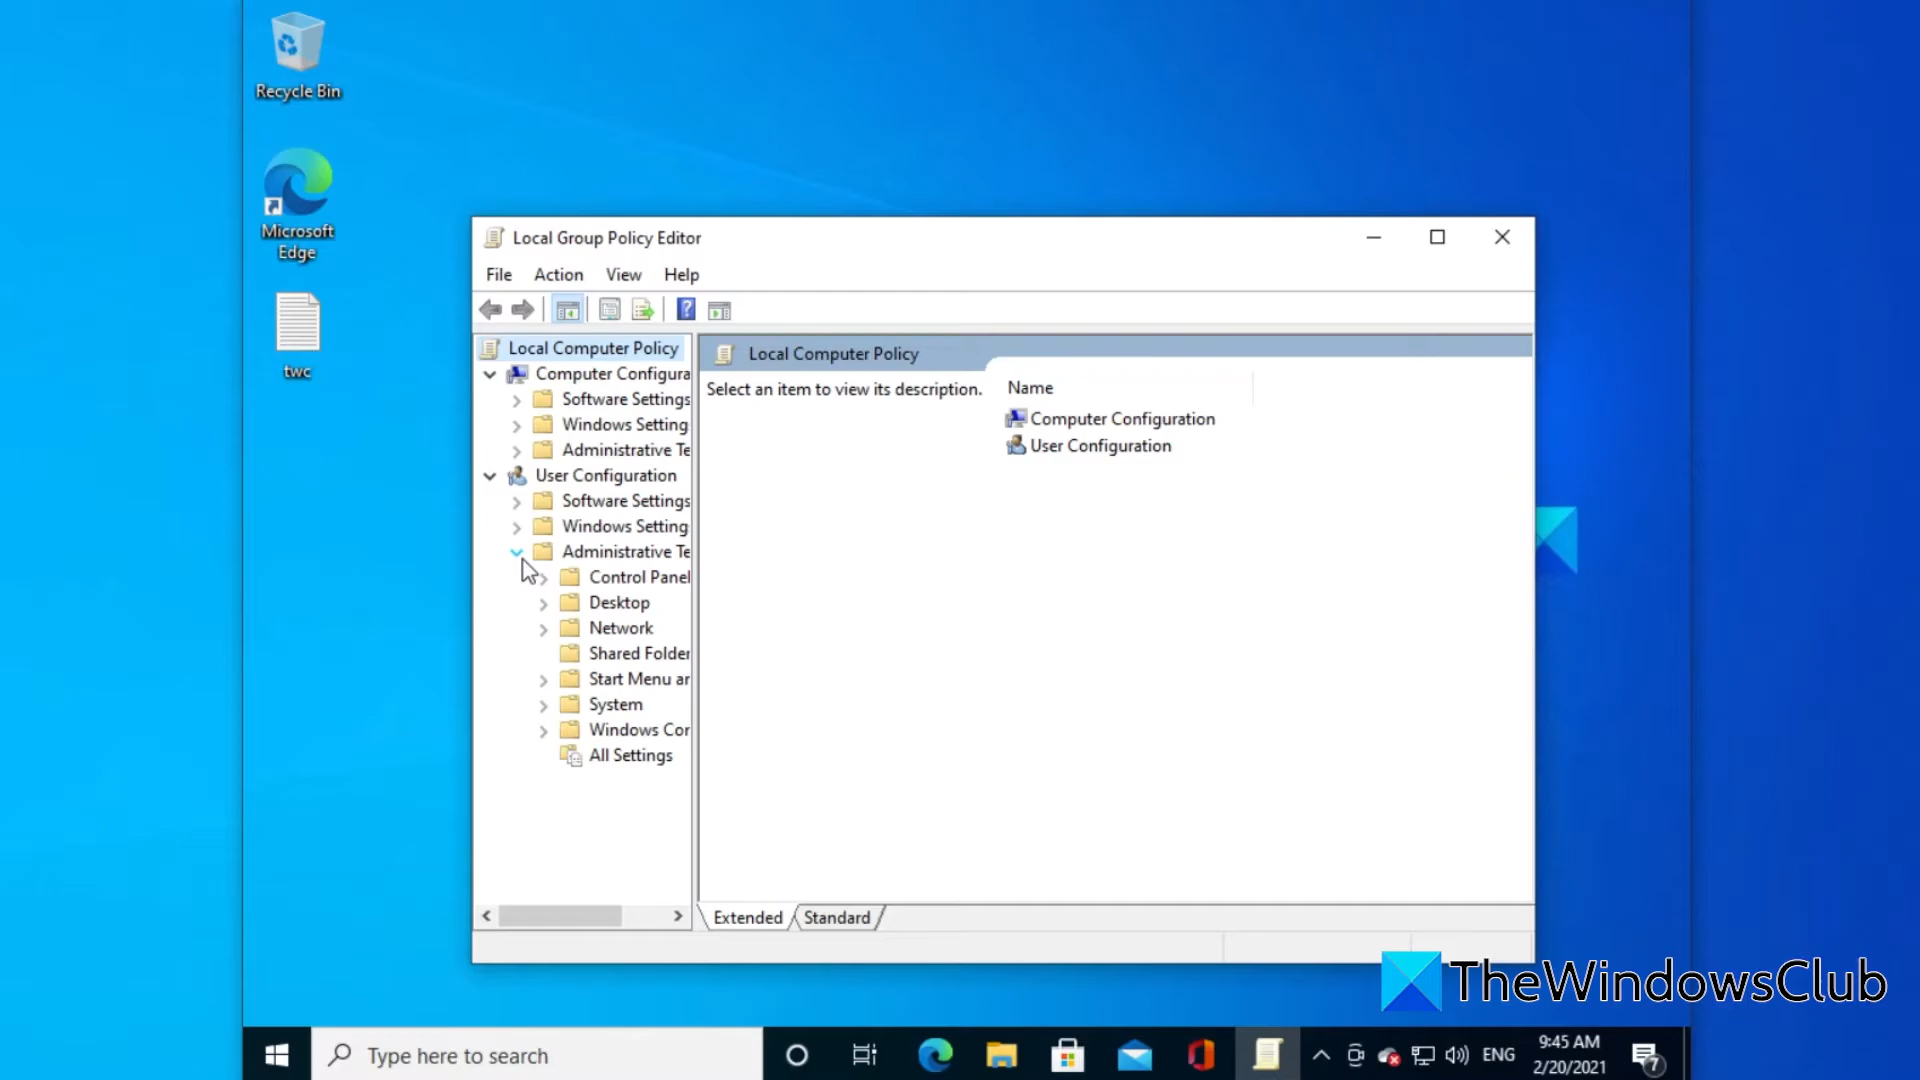 Recycle Bin
Microsoft
Edge
twc
Local Group Policy Editor
File Action View Help
Local Computer Policy
Computer Configura
Software Settings
Windows Setting
Administrative Te
User Configuration
Software Settings
Windows Setting
Administrative Te
Control Panel
Desktop
Network
Shared Folder
Start Menu ar
System
Windows Cor
All Settings
Local Computer Policy
Select an item to view its description.
Name
Computer Configuration
User Configuration
Extended
Standard
TheWindowsClub
Type here to search
ENG
9:45 AM
2/20/2021
7